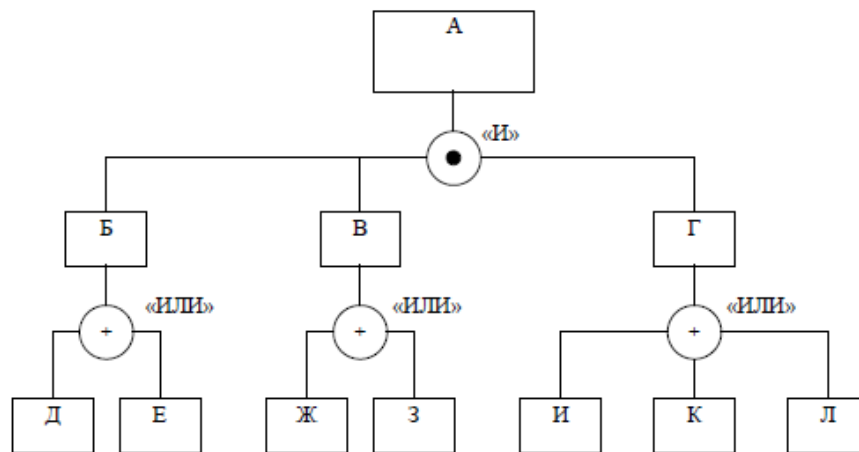 А
«И»
Б
В
Г
«ИЛИ»
«ИЛИ»
«ИЛИ»
+
+
+
Д
Е
Ж
З
И
К
Л